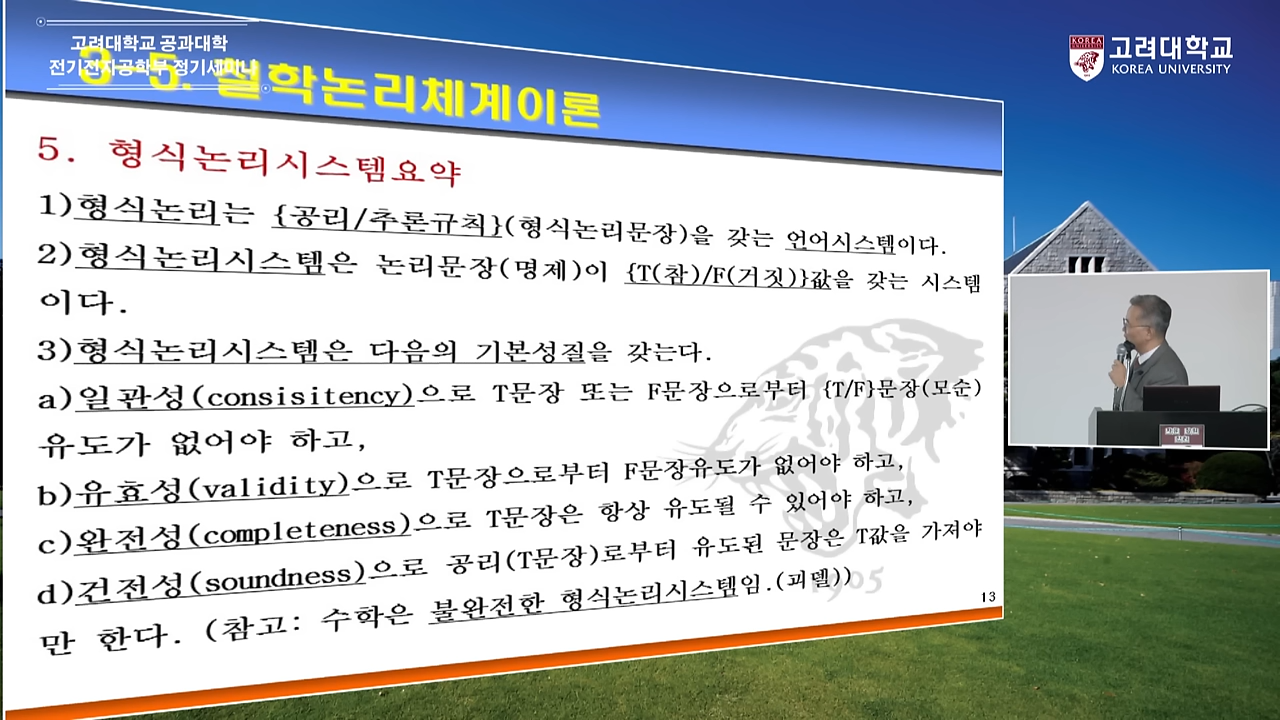 고려대학교 공과대학
전기전자공학부 정기세미나
고려대학교
KOREA UNIVERSITY
3-5. 철학논리체계이론
5. 형식논리시스템요약
1)형식논리는 {공리/추론규칙}(형식논리문장)을 갖는 언어시스템이다.
2)형식논리시스템은 논리문장(명제)이 {T(참)/F(거짓)}값을 갖는 시스템
이다.
3)형식논리시스템은 다음의 기본성질을 갖는다.
a)일관성(consisitency)으로 T문장 또는 F문장으로부터 {T/F}문장(모순)
유도가 없어야 하고,
b)유효성(validity)으로 T문장으로부터 F문장유도가 없어야 하고,
c)완전성(completeness)으로 T문장은 항상 유도될 수 있어야 하고,
d)건전성(soundness)으로 공리(T문장)로부터 유도된 문장은 T값을 가져야
만 한다. (참고: 수학은 불완전한 형식논리시스템임.(괴델))
1905
13